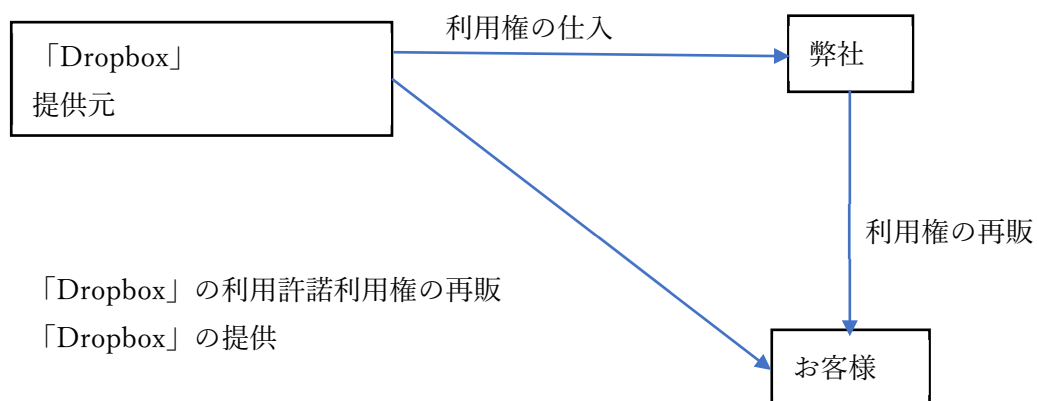 利用権の仕入
「Dropbox」
提供元
弊社
利用権の再販
「Dropbox」の利用許諾利用権の再販
「Dropbox」の提供
お客様